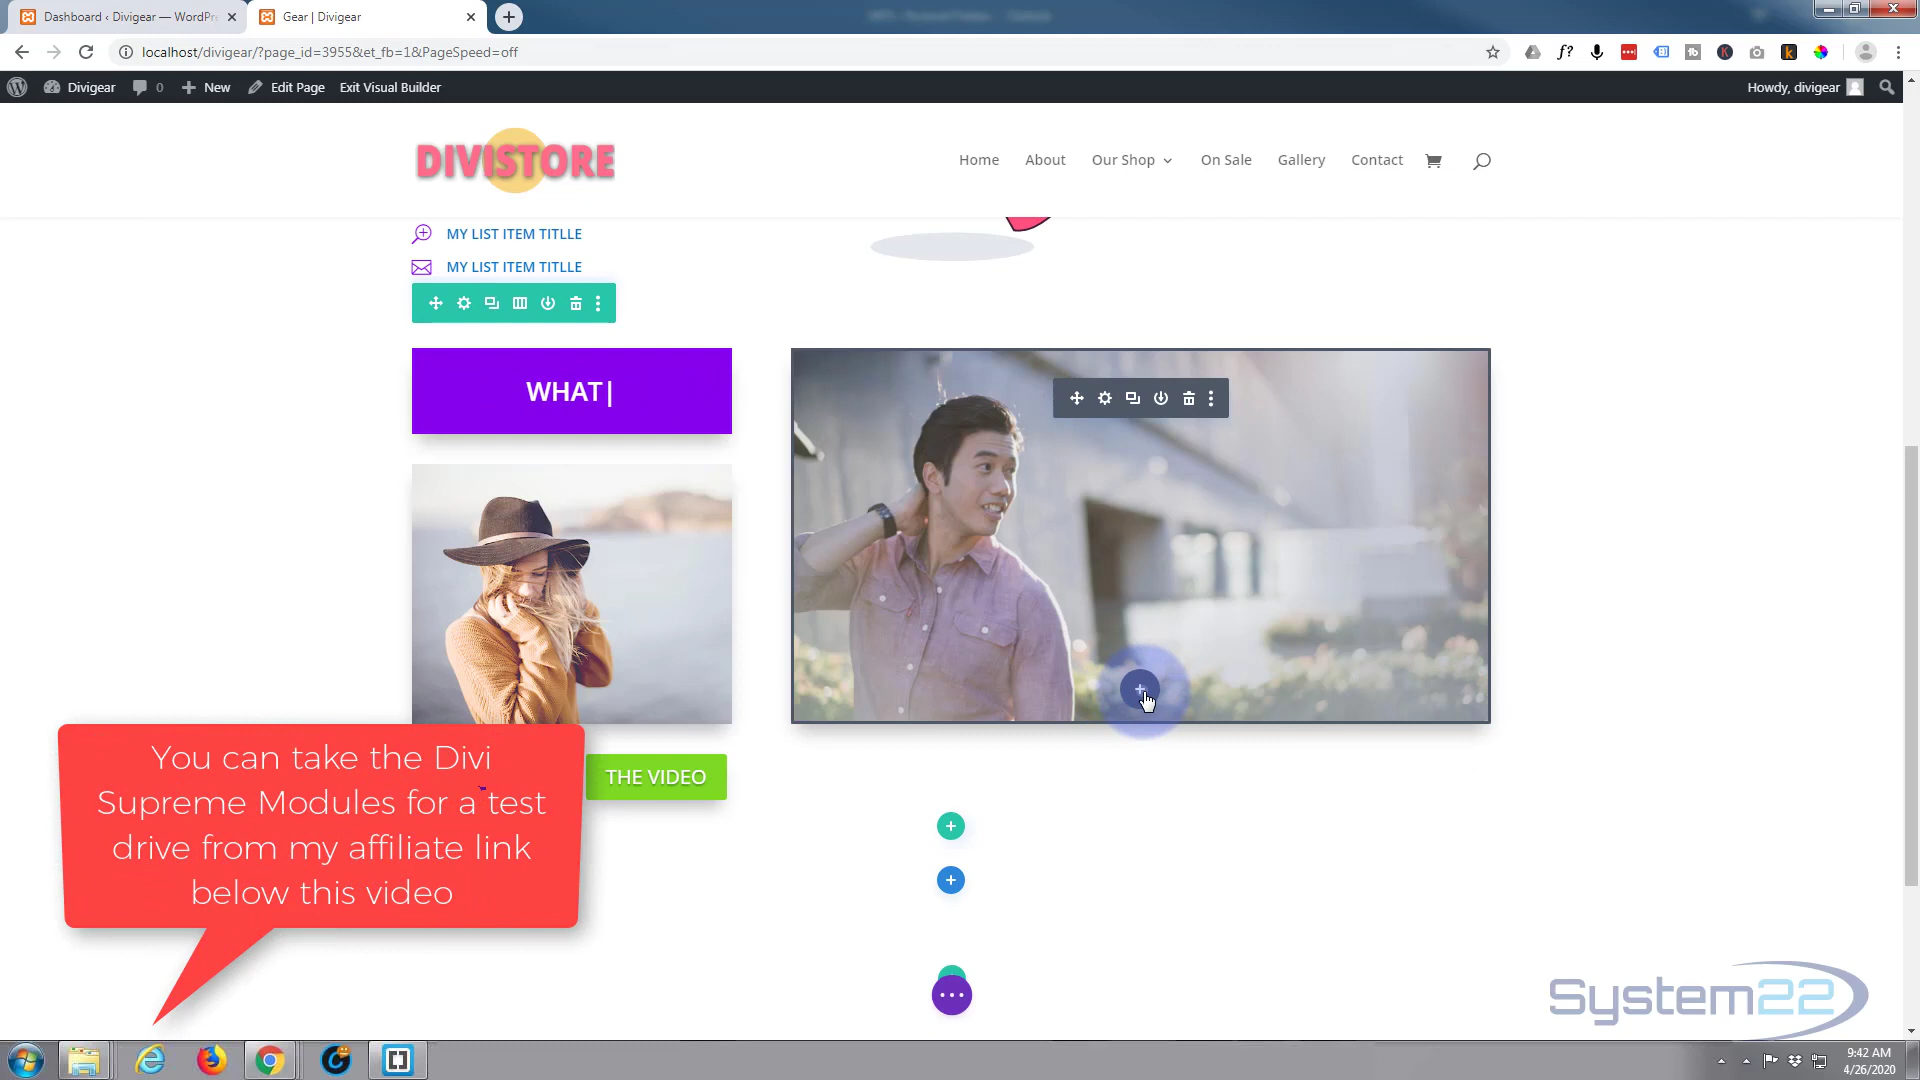 Dashboard ‹ Divigear — WordPr
Gear | Divigear
localhost/divigear/?page_id=3955&et_fb=1&PageSpeed=off
Divigear
0
New
Edit Page
Exit Visual Builder
Howdy, divigear
DIVISTORE
Home
About
Our Shop
On Sale
Gallery
Contact
MY LIST ITEM TITLLE
MY LIST ITEM TITLLE
WHAT|
THE VIDEO
You can take the Divi
Supreme Modules for a test
drive from my affiliate link
below this video
System22
9:42 AM
4/26/2020